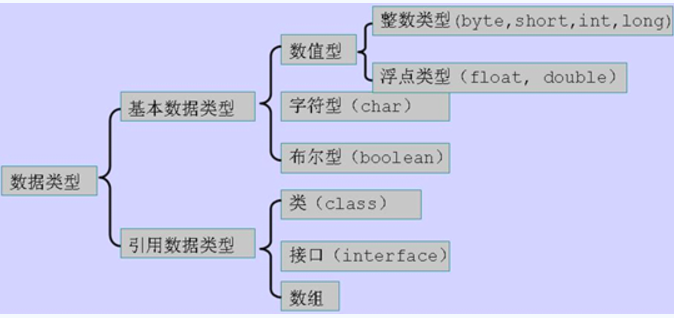 整数类型(byte,short,int,long)
数值型
浮点类型(float, double)
基本数据类型
字符型(char)
布尔型(boolean)
数据类型
类(class)
引用数据类型
接口(interface)
数组